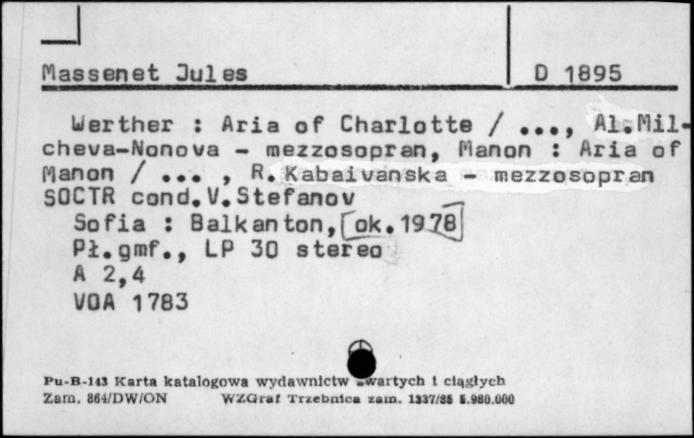 Massenet Jules
D 1895
Werther : Aria of Charlotte / ..., Al.Mil-
cheva-Nonova - mezzosopran, Manon : Aria of
Manon / ... , R.Kabaivanska - mezzosopran
SOCTR cond.V.Stefanov
Sofia : Balkanton, [ok.1978]
Pł.gmf., LP 30 stereo
A 2,4
VOA 1783
Pu-B-143 Karta katalogowa wydawnictw zwartych i ciągłych
Zam. 864/DW/ON WZGraf Trzebnica zam. 1337/85 5.980.000